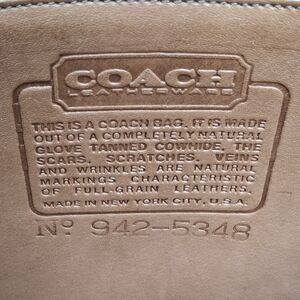 COACH
LEATHERWARE
THIS IS A COACH BAG. IT IS MADE
OUT OF A COMPLETELY NATURAL
GLOVE TANNED COWHIDE. THE
SCARS, SCRATCHES, VEINS
AND WRINKLES ARE NATURAL
MARKINGS CHARACTERISTIC
OF FULL-GRAIN LEATHERS.
MADE IN NEW YORK CITY, U.S.A.
Nº 942-5348